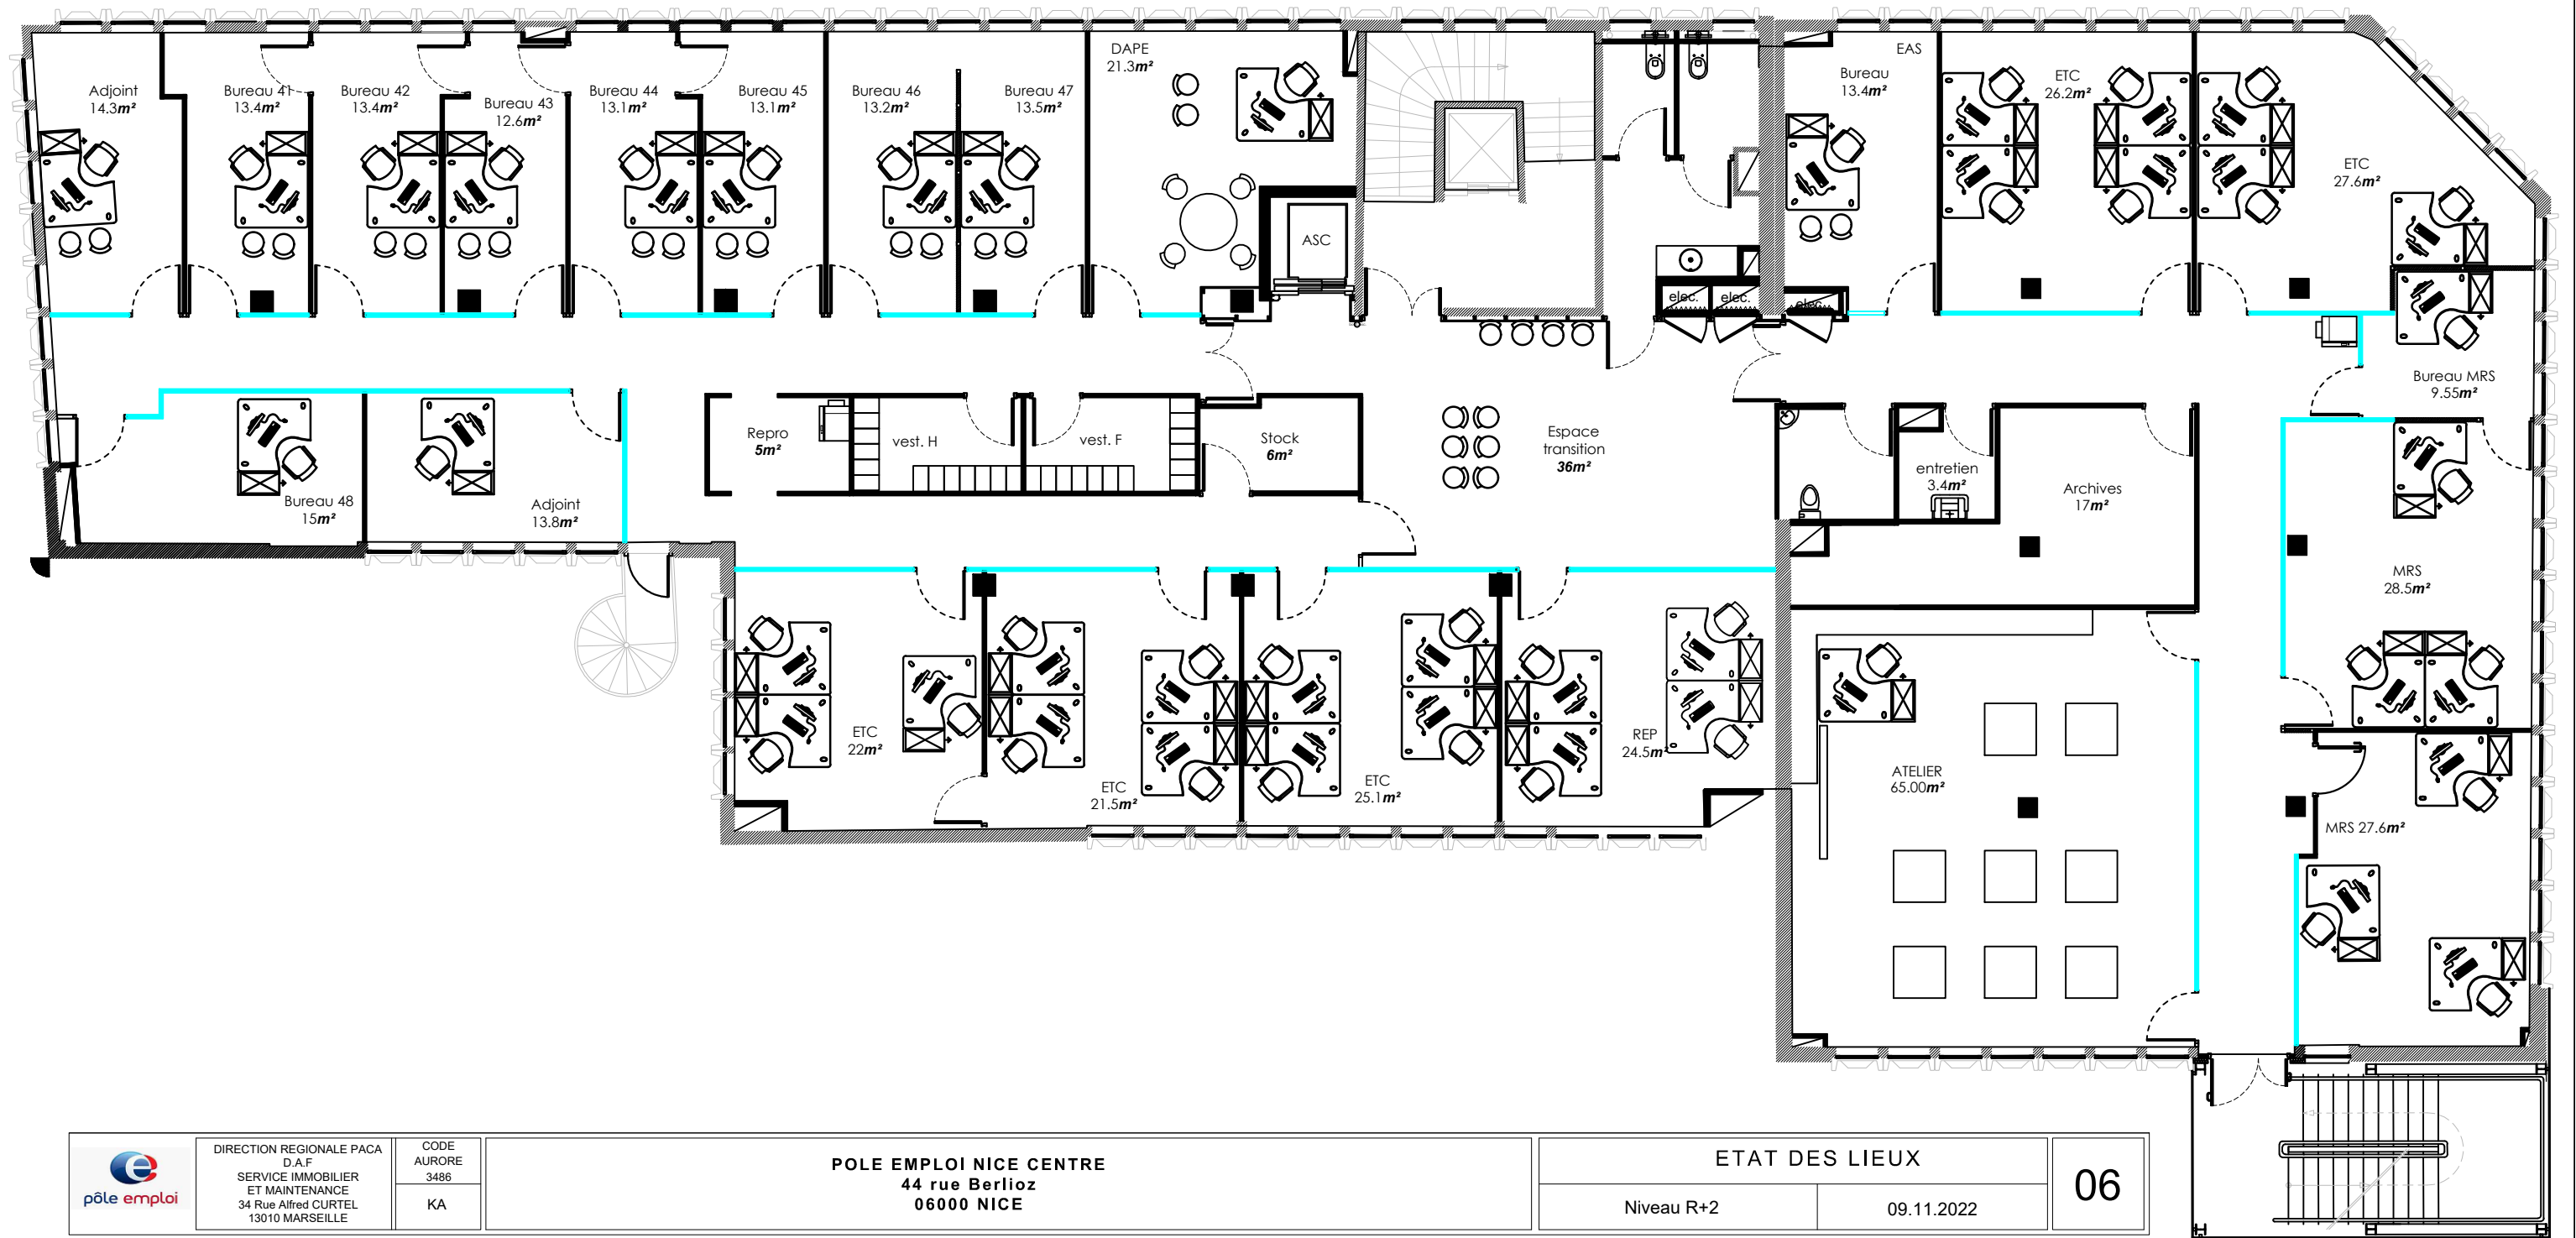 Adjoint
14.3m²
Bureau 41
13.4m²
Bureau 42
13.4m²
Bureau 43
12.6m²
Bureau 44
13.1m²
Bureau 45
13.1m²
Bureau 46
13.2m²
Bureau 47
13.5m²
DAPE
21.3m²
ASC
elec.
elec.
elec.
EAS
Bureau
13.4m²
ETC
26.2m²
ETC
27.6m²
Bureau MRS
9.55m²
Bureau 48
15m²
Adjoint
13.8m²
Repro
5m²
vest. H
vest. F
Stock
6m²
Espace
transition
36m²
entretien
3.4m²
Archives
17m²
MRS
28.5m²
ETC
22m²
ETC
21.5m²
ETC
25.1m²
REP
24.5m²
ATELIER
65.00m²
MRS 27.6m²
pôle emploi
DIRECTION REGIONALE PACA
D.A.F
SERVICE IMMOBILIER
ET MAINTENANCE
34 Rue Alfred CURTEL
13010 MARSEILLE
CODE
AURORE
3486
KA
POLE EMPLOI NICE CENTRE
44 rue Berlioz
06000 NICE
ETAT DES LIEUX
Niveau R+2
09.11.2022
06